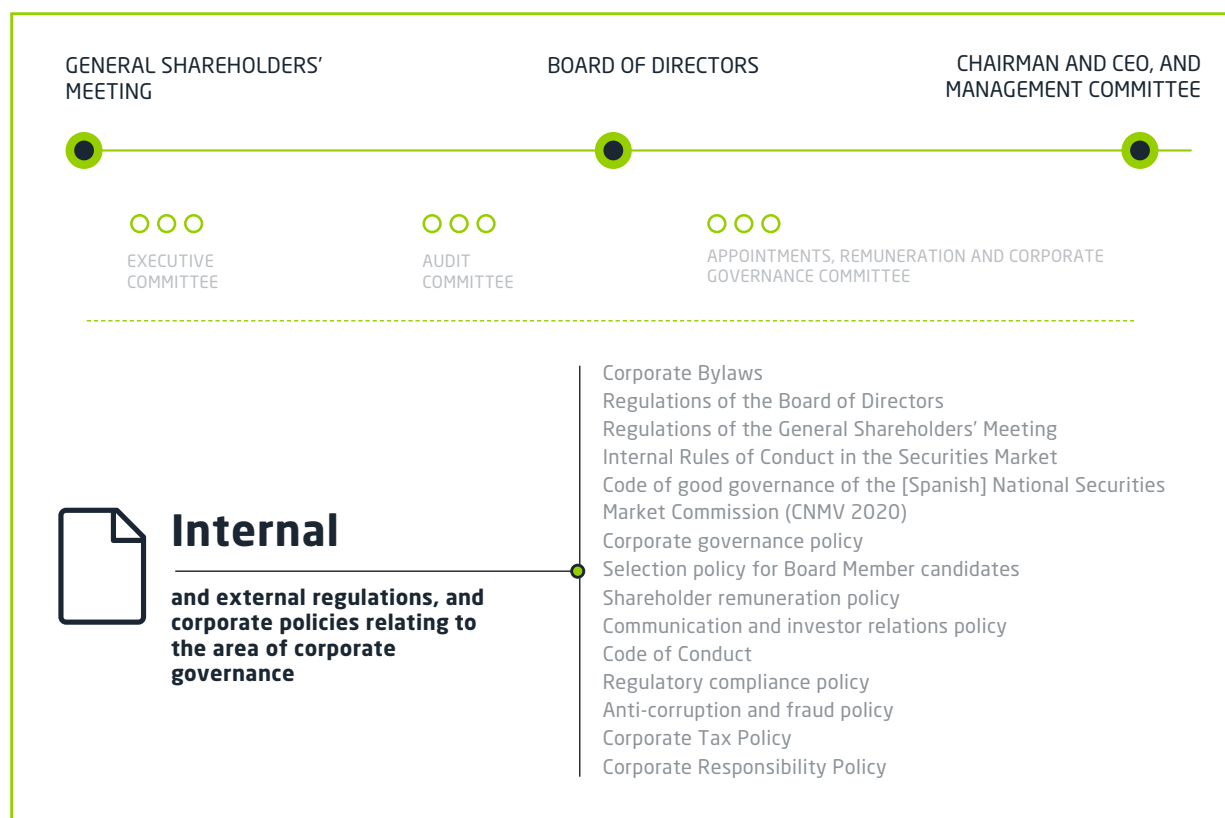 GENERAL SHAREHOLDERS'
MEETING
BOARD OF DIRECTORS
CHAIRMAN AND CEO, AND
MANAGEMENT COMMITTEE
EXECUTIVE
COMMITTEE
AUDIT
COMMITTEE
APPOINTMENTS, REMUNERATION AND CORPORATE
GOVERNANCE COMMITTEE
Internal
and external regulations, and
corporate policies relating to
the area of corporate
governance
Corporate Bylaws
Regulations of the Board of Directors
Regulations of the General Shareholders' Meeting
Internal Rules of Conduct in the Securities Market
Code of good governance of the [Spanish] National Securities
Market Commission (CNMV 2020)
Corporate governance policy
Selection policy for Board Member candidates
Shareholder remuneration policy
Communication and investor relations policy
Code of Conduct
Regulatory compliance policy
Anti-corruption and fraud policy
Corporate Tax Policy
Corporate Responsibility Policy